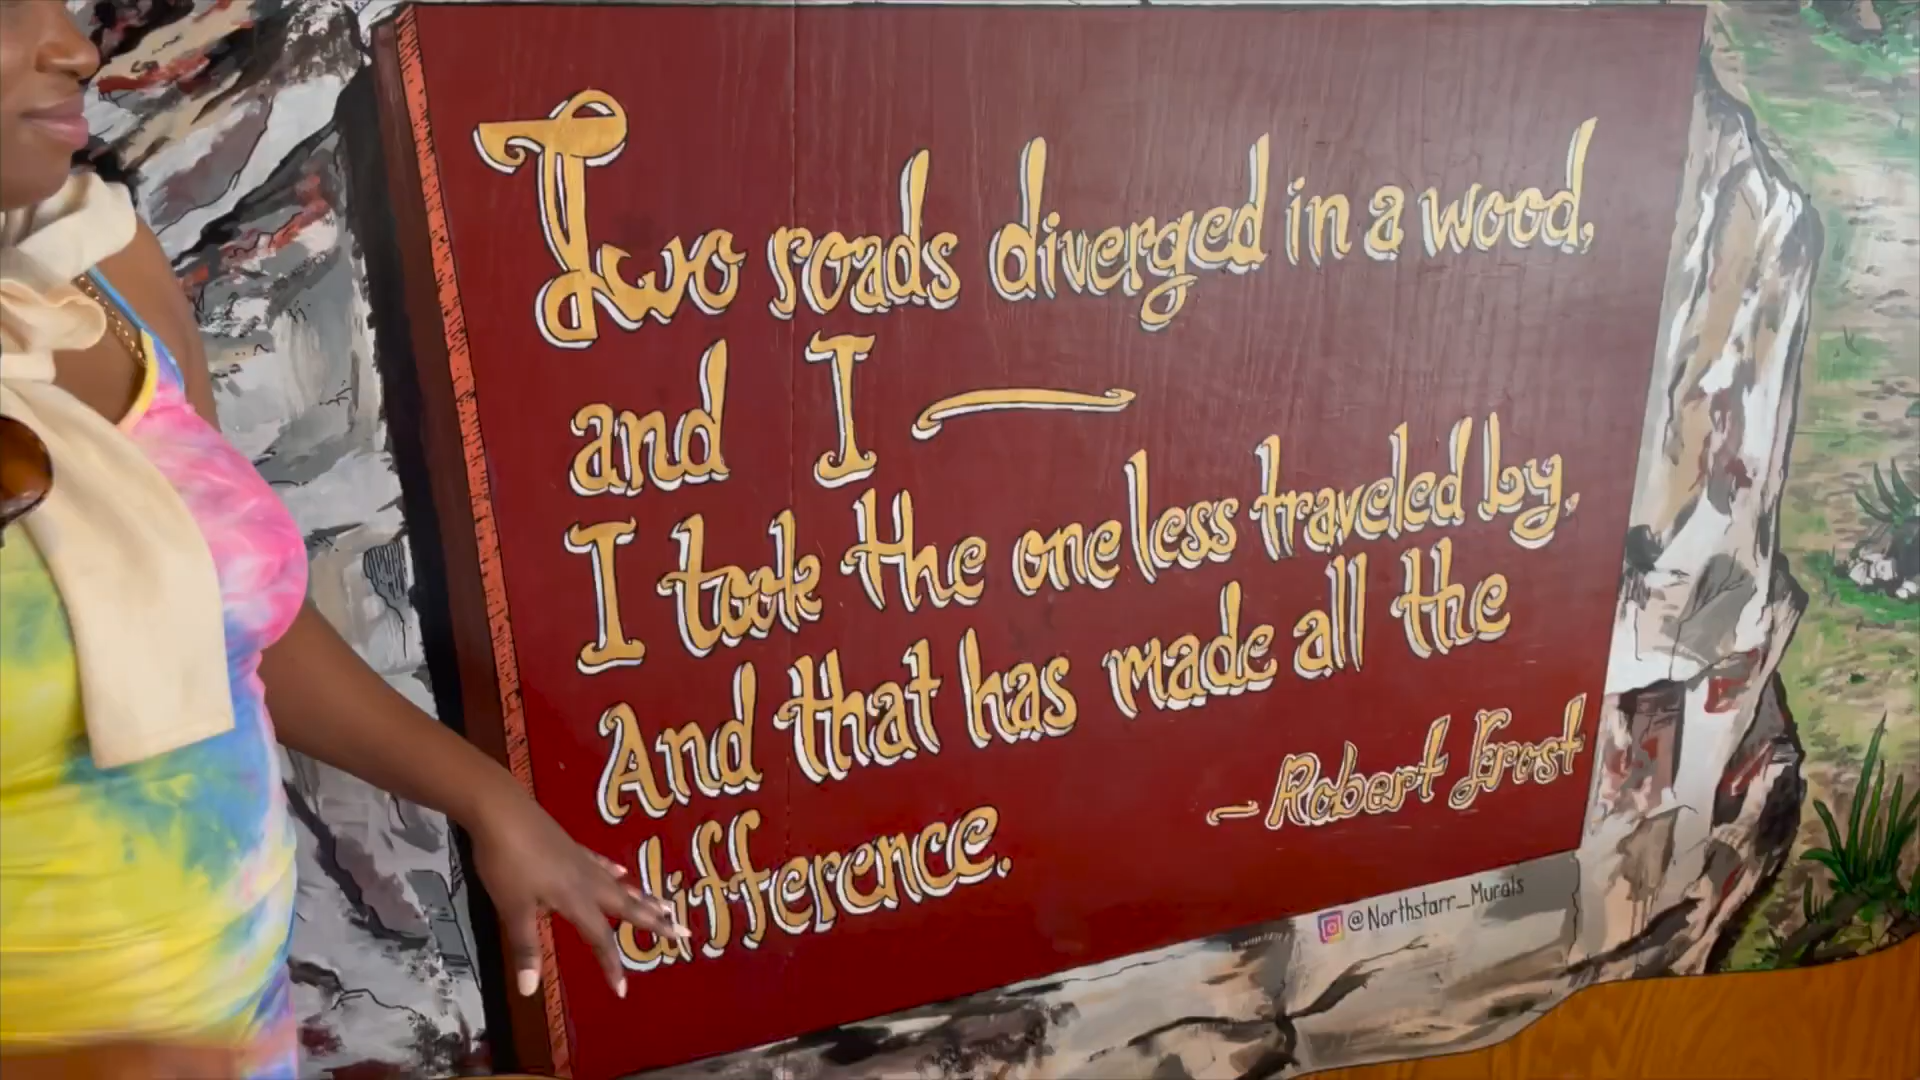 Two roads diverged in a wood,
and I —
I took the one less traveled by,
And that has made all the
difference.
– Robert Frost
@Northstarr_Murals